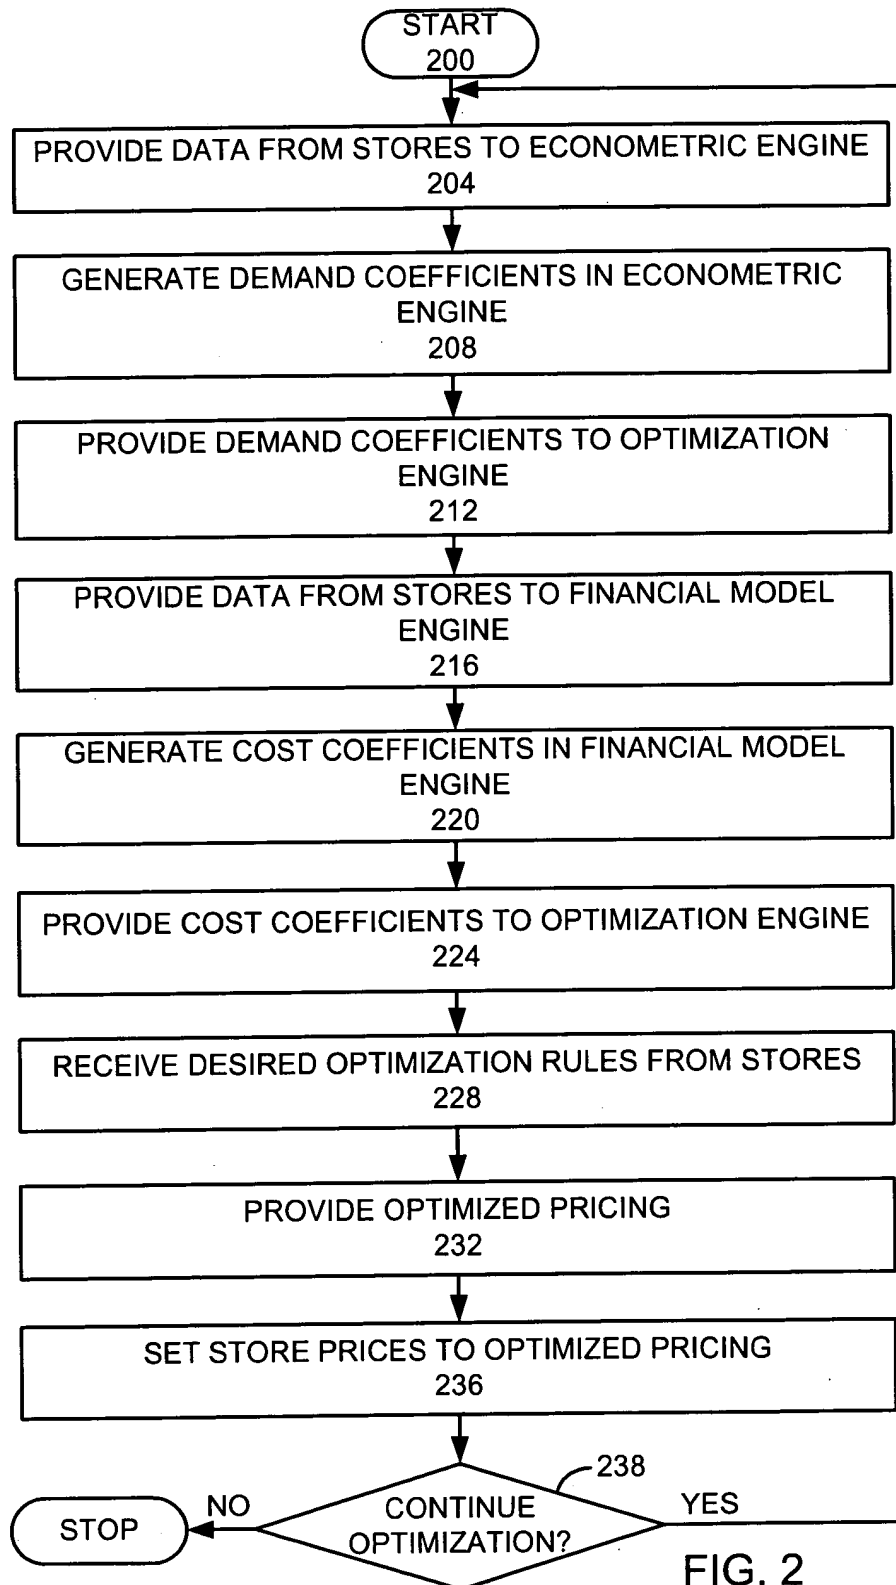 START
200
PROVIDE DATA FROM STORES TO ECONOMETRIC ENGINE
204
GENERATE DEMAND COEFFICIENTS IN ECONOMETRIC
ENGINE
208
PROVIDE DEMAND COEFFICIENTS TO OPTIMIZATION
ENGINE
212
PROVIDE DATA FROM STORES TO FINANCIAL MODEL
ENGINE
216
GENERATE COST COEFFICIENTS IN FINANCIAL MODEL
ENGINE
220
PROVIDE COST COEFFICIENTS TO OPTIMIZATION ENGINE
224
RECEIVE DESIRED OPTIMIZATION RULES FROM STORES
228
PROVIDE OPTIMIZED PRICING
232
SET STORE PRICES TO OPTIMIZED PRICING
236
238
STOP
NO
CONTINUE
OPTIMIZATION?
YES
FIG. 2